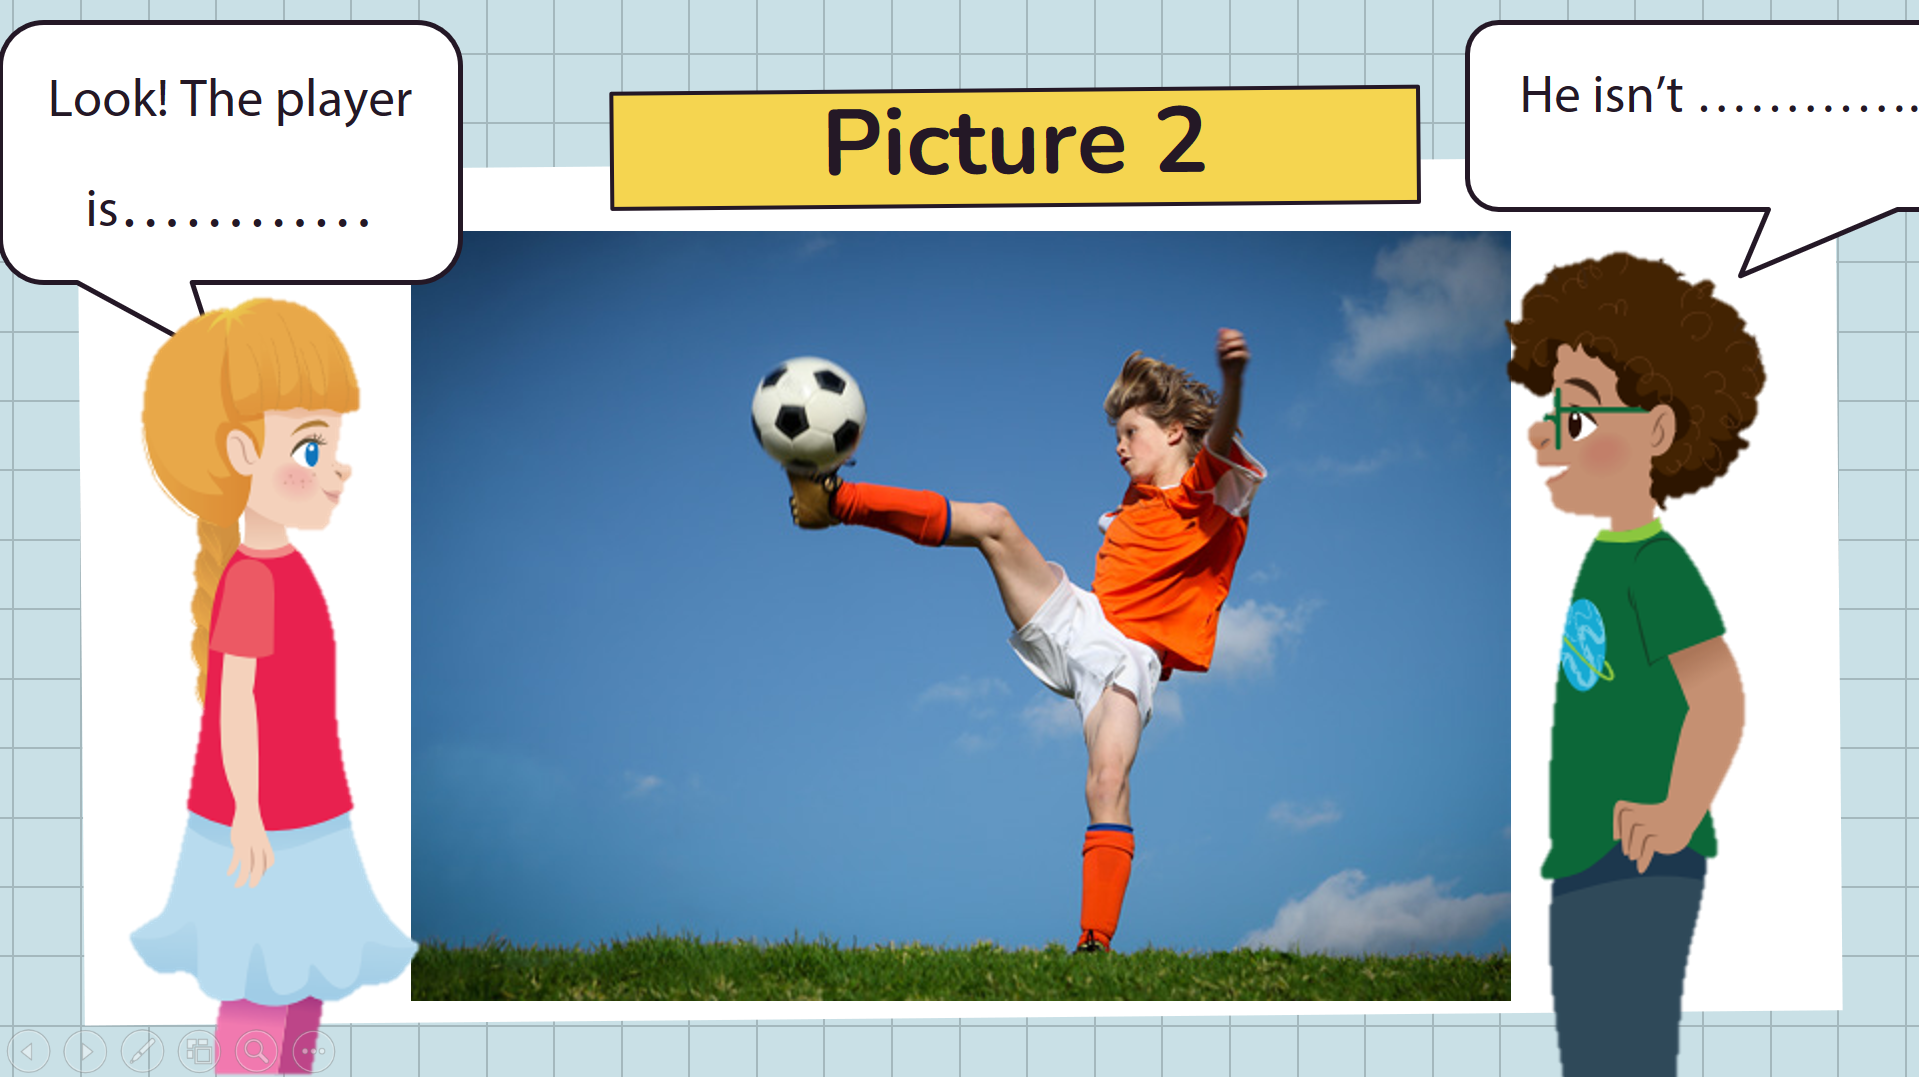 Look! The player
is............
Picture 2
He isn’t .............